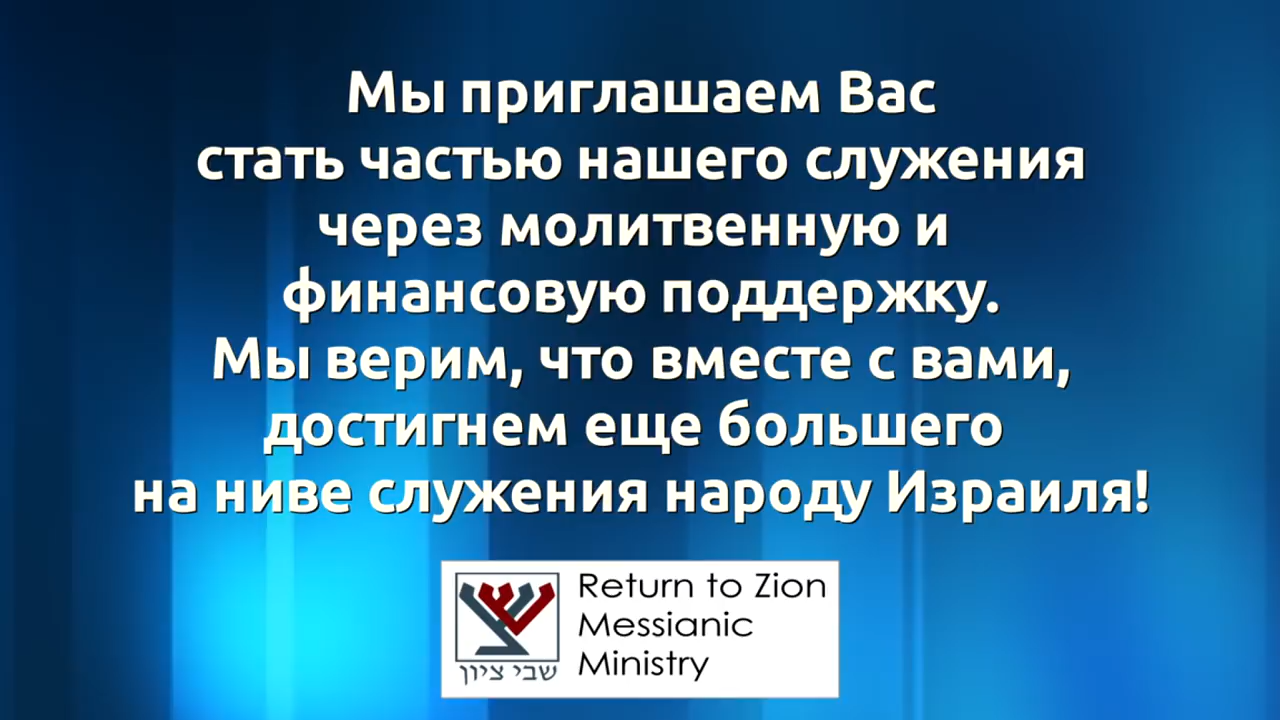 Мы приглашаем Вас
стать частью нашего служения
через молитвенную и
финансовую поддержку.
Мы верим, что вместе с вами,
достигнем еще большего
на ниве служения народу Израиля!
Return to Zion
Messianic
Ministry
שבי ציון